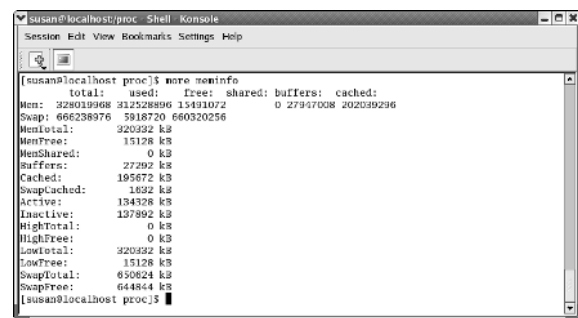 susan@localhost:/proc - Shell - Konsole
Session Edit View Bookmarks Settings Help
[susan@localhost proc]$ more meminfo
total: used: free: shared: buffers: cached:
Mem: 328019968 312528896 15491072 0 27947008 202039296
Swap: 666238976 5918720 660320256
MemTotal: 320332 kB
MemFree: 15128 kB
MemShared: 0 kB
Buffers: 27292 kB
Cached: 195672 kB
SwapCached: 1632 kB
Active: 134328 kB
Inactive: 137892 kB
HighTotal: 0 kB
HighFree: 0 kB
LowTotal: 320332 kB
LowFree: 15128 kB
SwapTotal: 650624 kB
SwapFree: 644844 kB
[susan@localhost proc]$